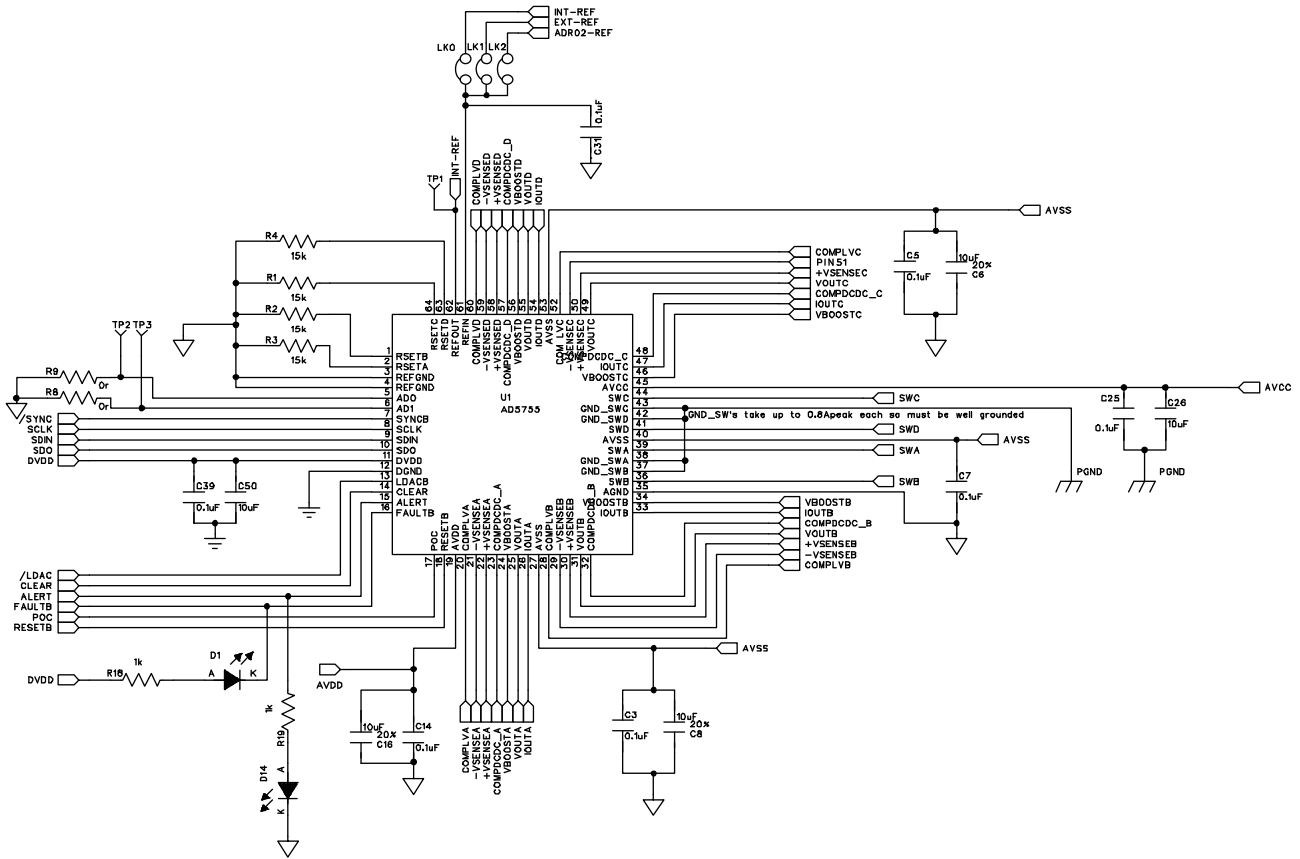 INT-REF
EXT-REF
ADR02-REF
LK0
LK1
LK2
0.1uF
C31
TP1
INT-REF
COMPLVD
-VSENSED
+VSENSED
COMPDCDC_D
VBOOSTD
VOUTD
IOUTD
AVSS
C5
0.1uF
10uF
20%
C6
COMPLVC
PIN51
+VSENSEC
VOUTC
COMPDCDC_C
IOUTC
VBOOSTC
R4
15k
R1
15k
R2
15k
R3
15k
TP2
TP3
R9
0r
R8
0r
/SYNC
SCLK
SDIN
SDO
DVDD
C39
0.1uF
C50
10uF
64
63
62
61
60
59
58
57
56
55
54
53
52
50
49
RSETC
RSETD
REFOUT
REFIN
COMPLVD
-VSENSED
+VSENSED
COMPDCDC_D
VBOOSTD
VOUTD
IOUTD
AVSS
COM LVC
-VSENSEC
+VSENSEC
VOUTC
1
2
3
4
5
6
7
8
9
10
11
12
13
14
15
16
RSETB
RSETA
REFGND
REFGND
AD0
AD1
SYNCB
SCLK
SDIN
SDO
DVDD
DGND
LDACB
CLEAR
ALERT
FAULTB
U1
AD5755
COMPDCDC_C
IOUTC
VBOOSTC
AVCC
SWC
GND_SWC
GND_SWD
SWD
AVSS
SWA
GND_SWA
GND_SWB
SWB
AGND
VBOOSTB
IOUTB
48
47
46
45
44
43
42
41
40
39
38
37
36
35
34
33
POC
RESETB
AVDD
COMPLVA
-VSENSEA
+VSENSEA
COMPDCDC_A
VBOOSTA
VOUTA
IOUTA
AVSS
COMPLVB
-VSENSEB
+VSENSEB
VOUTB
COMPDCDC_B
17
18
19
20
21
22
23
24
25
26
27
28
29
30
31
32
SWC
GND_SW's take up to 0.8Apeak each so must be well grounded
SWD
AVSS
SWA
SWB
C7
0.1uF
AVCC
C25
0.1uF
C26
10uF
PGND
PGND
VBOOSTB
IOUTB
COMPDCDC_B
VOUTB
+VSENSEB
-VSENSEB
COMPLVB
/LDAC
CLEAR
ALERT
FAULTB
POC
RESETB
DVDD
R18
1k
D1
A
K
1k
R19
D14
A
K
AVDD
10uF
20%
C16
C14
0.1uF
COMPLVA
-VSENSEA
+VSENSEA
COMPDCDC_A
VBOOSTA
VOUTA
IOUTA
AVSS
C3
0.1uF
10uF
20%
C8